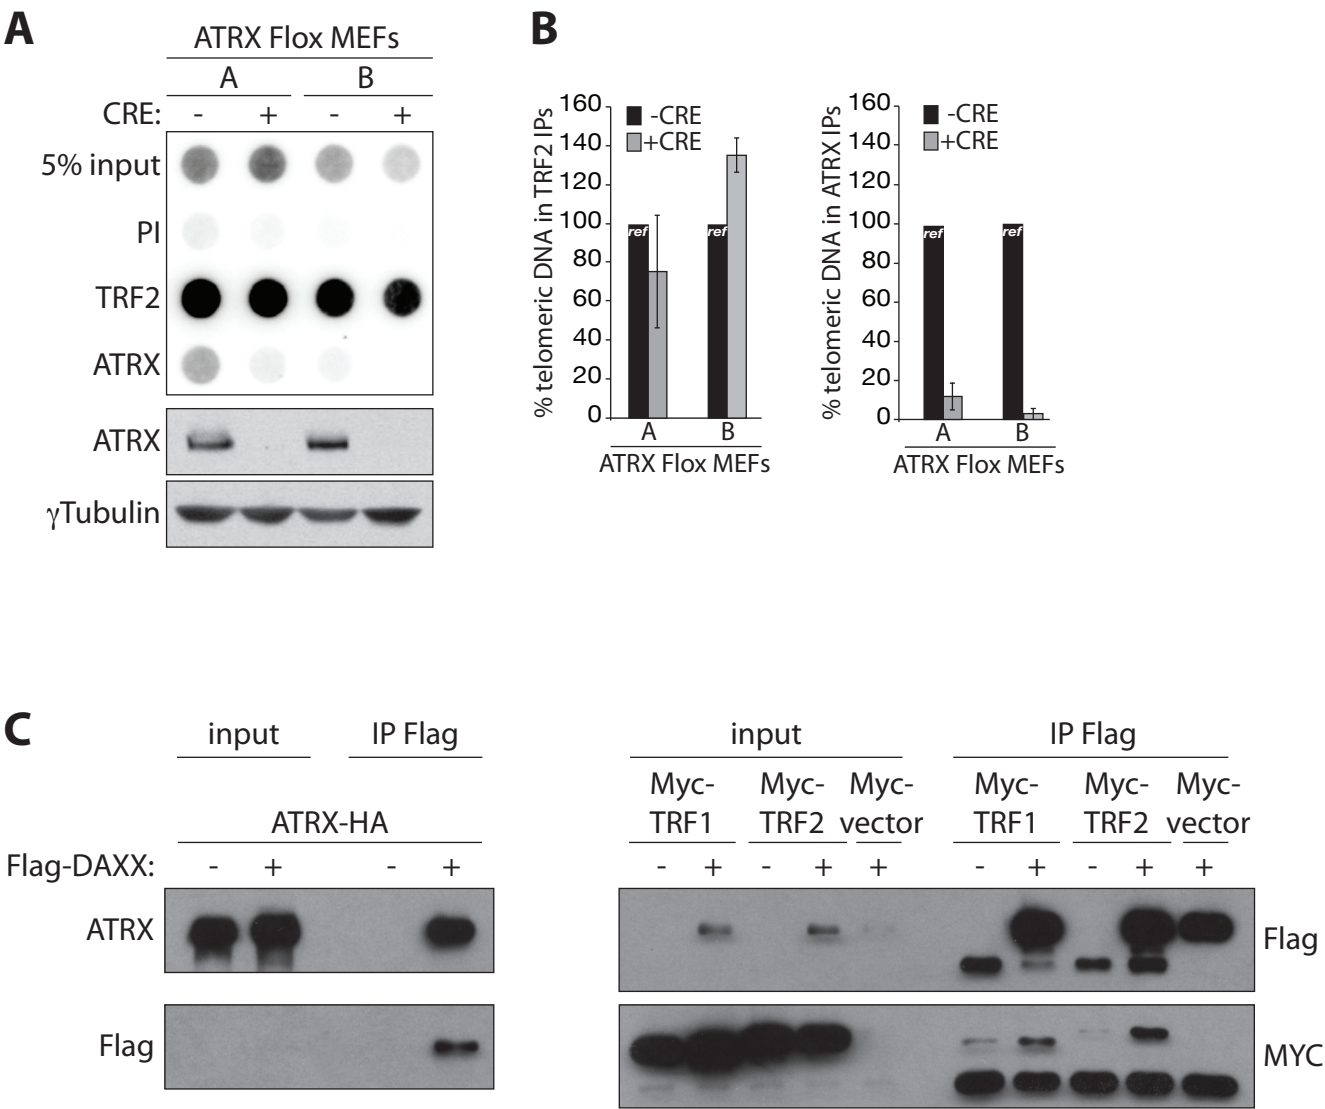 A
ATRX Flox MEFs
A B
CRE: - + - +
5% input
PI
TRF2
ATRX
ATRX
γTubulin
B
% telomeric DNA in TRF2 IPs
160
140
120
100
80
60
40
20
0
-CRE
+CRE
ref ref
A B
ATRX Flox MEFs
% telomeric DNA in ATRX IPs
160
140
120
100
80
60
40
20
0
-CRE
+CRE
ref ref
A B
ATRX Flox MEFs
C
input IP Flag
ATRX-HA
Flag-DAXX: - + - +
ATRX
Flag
input IP Flag
Myc- Myc- Myc- Myc- Myc- Myc-
TRF1 TRF2 vector TRF1 TRF2 vector
- + - + + - + - + +
Flag
MYC